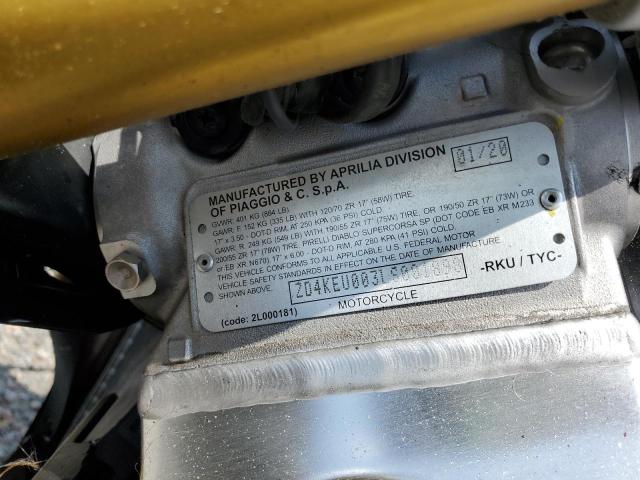 MANUFACTURED BY APRILIA DIVISION 01/20
OF PIAGGIO & C. S.p.A.
GVWR: 401 KG (884 LB)
GAWR: F. 152 KG (335 LB) WITH 120/70 ZR 17" (58W) TIRE
17" x 3.50 - DOT-D RIM, AT 250 KPA (36 PSI) COLD.
GAWR: R. 249 KG (549 LB) WITH 190/55 ZR 17" (75W) TIRE, OR 190/50 ZR 17" (73W) OR
200/55 ZR 17" (78W) TIRE. PIRELLI DIABLO SUPERCORSA SP (DOT CODE EB XR M233
or EB XR N670) 17" x 6.00 - DOT-D RIM, AT 280 KPA (41 PSI) COLD.
THIS VEHICLE CONFORMS TO ALL APPLICABLE U.S. FEDERAL MOTOR
VEHICLE SAFETY STANDARDS IN EFFECT ON THE DATE OF MANUFACTURE
SHOWN ABOVE. -RKU / TYC-
MOTORCYCLE
(code: 2L000181)